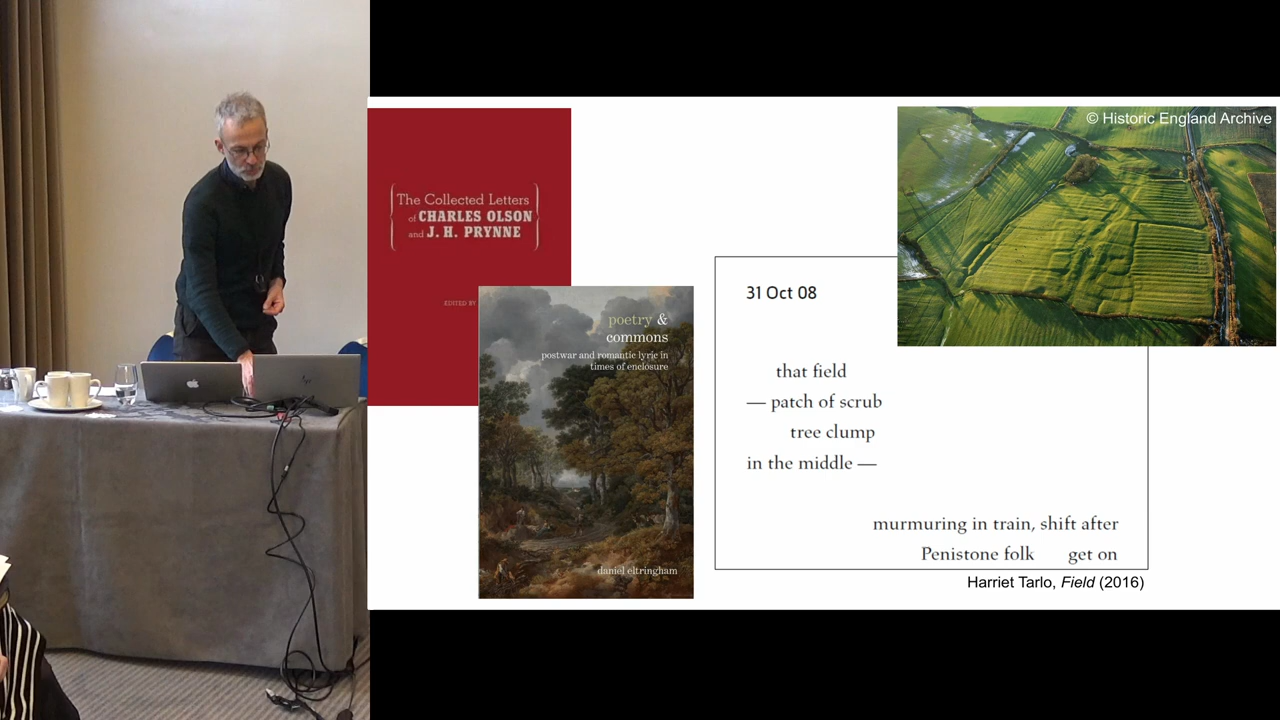 The Collected Letters
of CHARLES OLSON
and J. H. PRYNNE
EDITED BY
poetry &
commons
postwar and romantic lyric in
times of enclosure
daniel eltringham
© Historic England Archive
31 Oct 08
that field
— patch of scrub
tree clump
in the middle —
murmuring in train, shift after
Penistone folk get on
Harriet Tarlo, Field (2016)